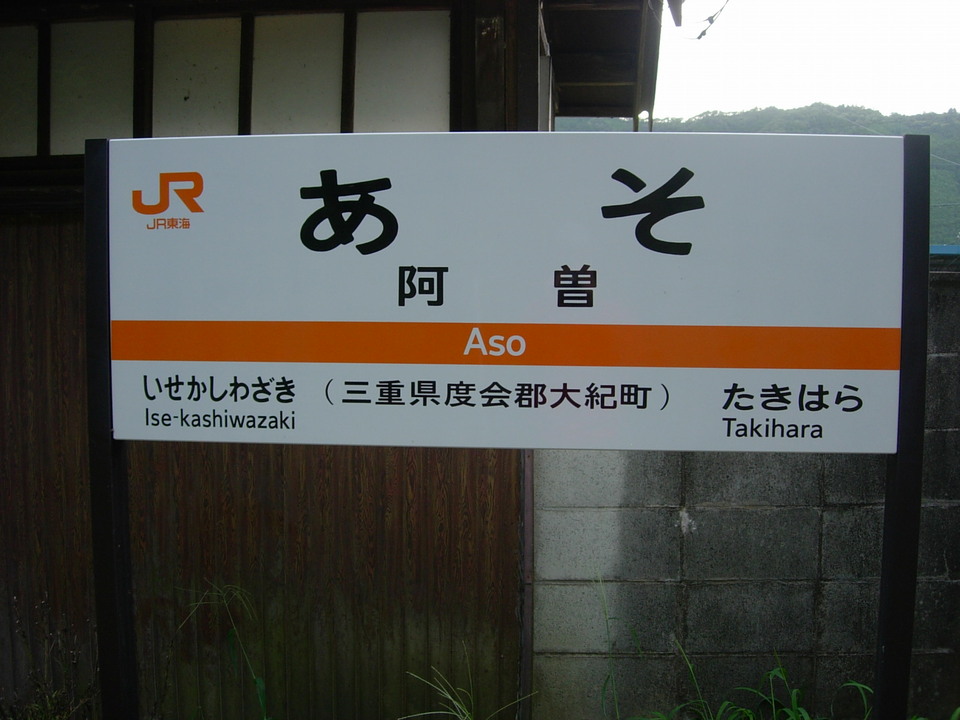 JR
JR東海
あそ
阿曽
Aso
いせかしわざき
Ise-kashiwazaki
（三重県度会郡大紀町）
たきはら
Takihara